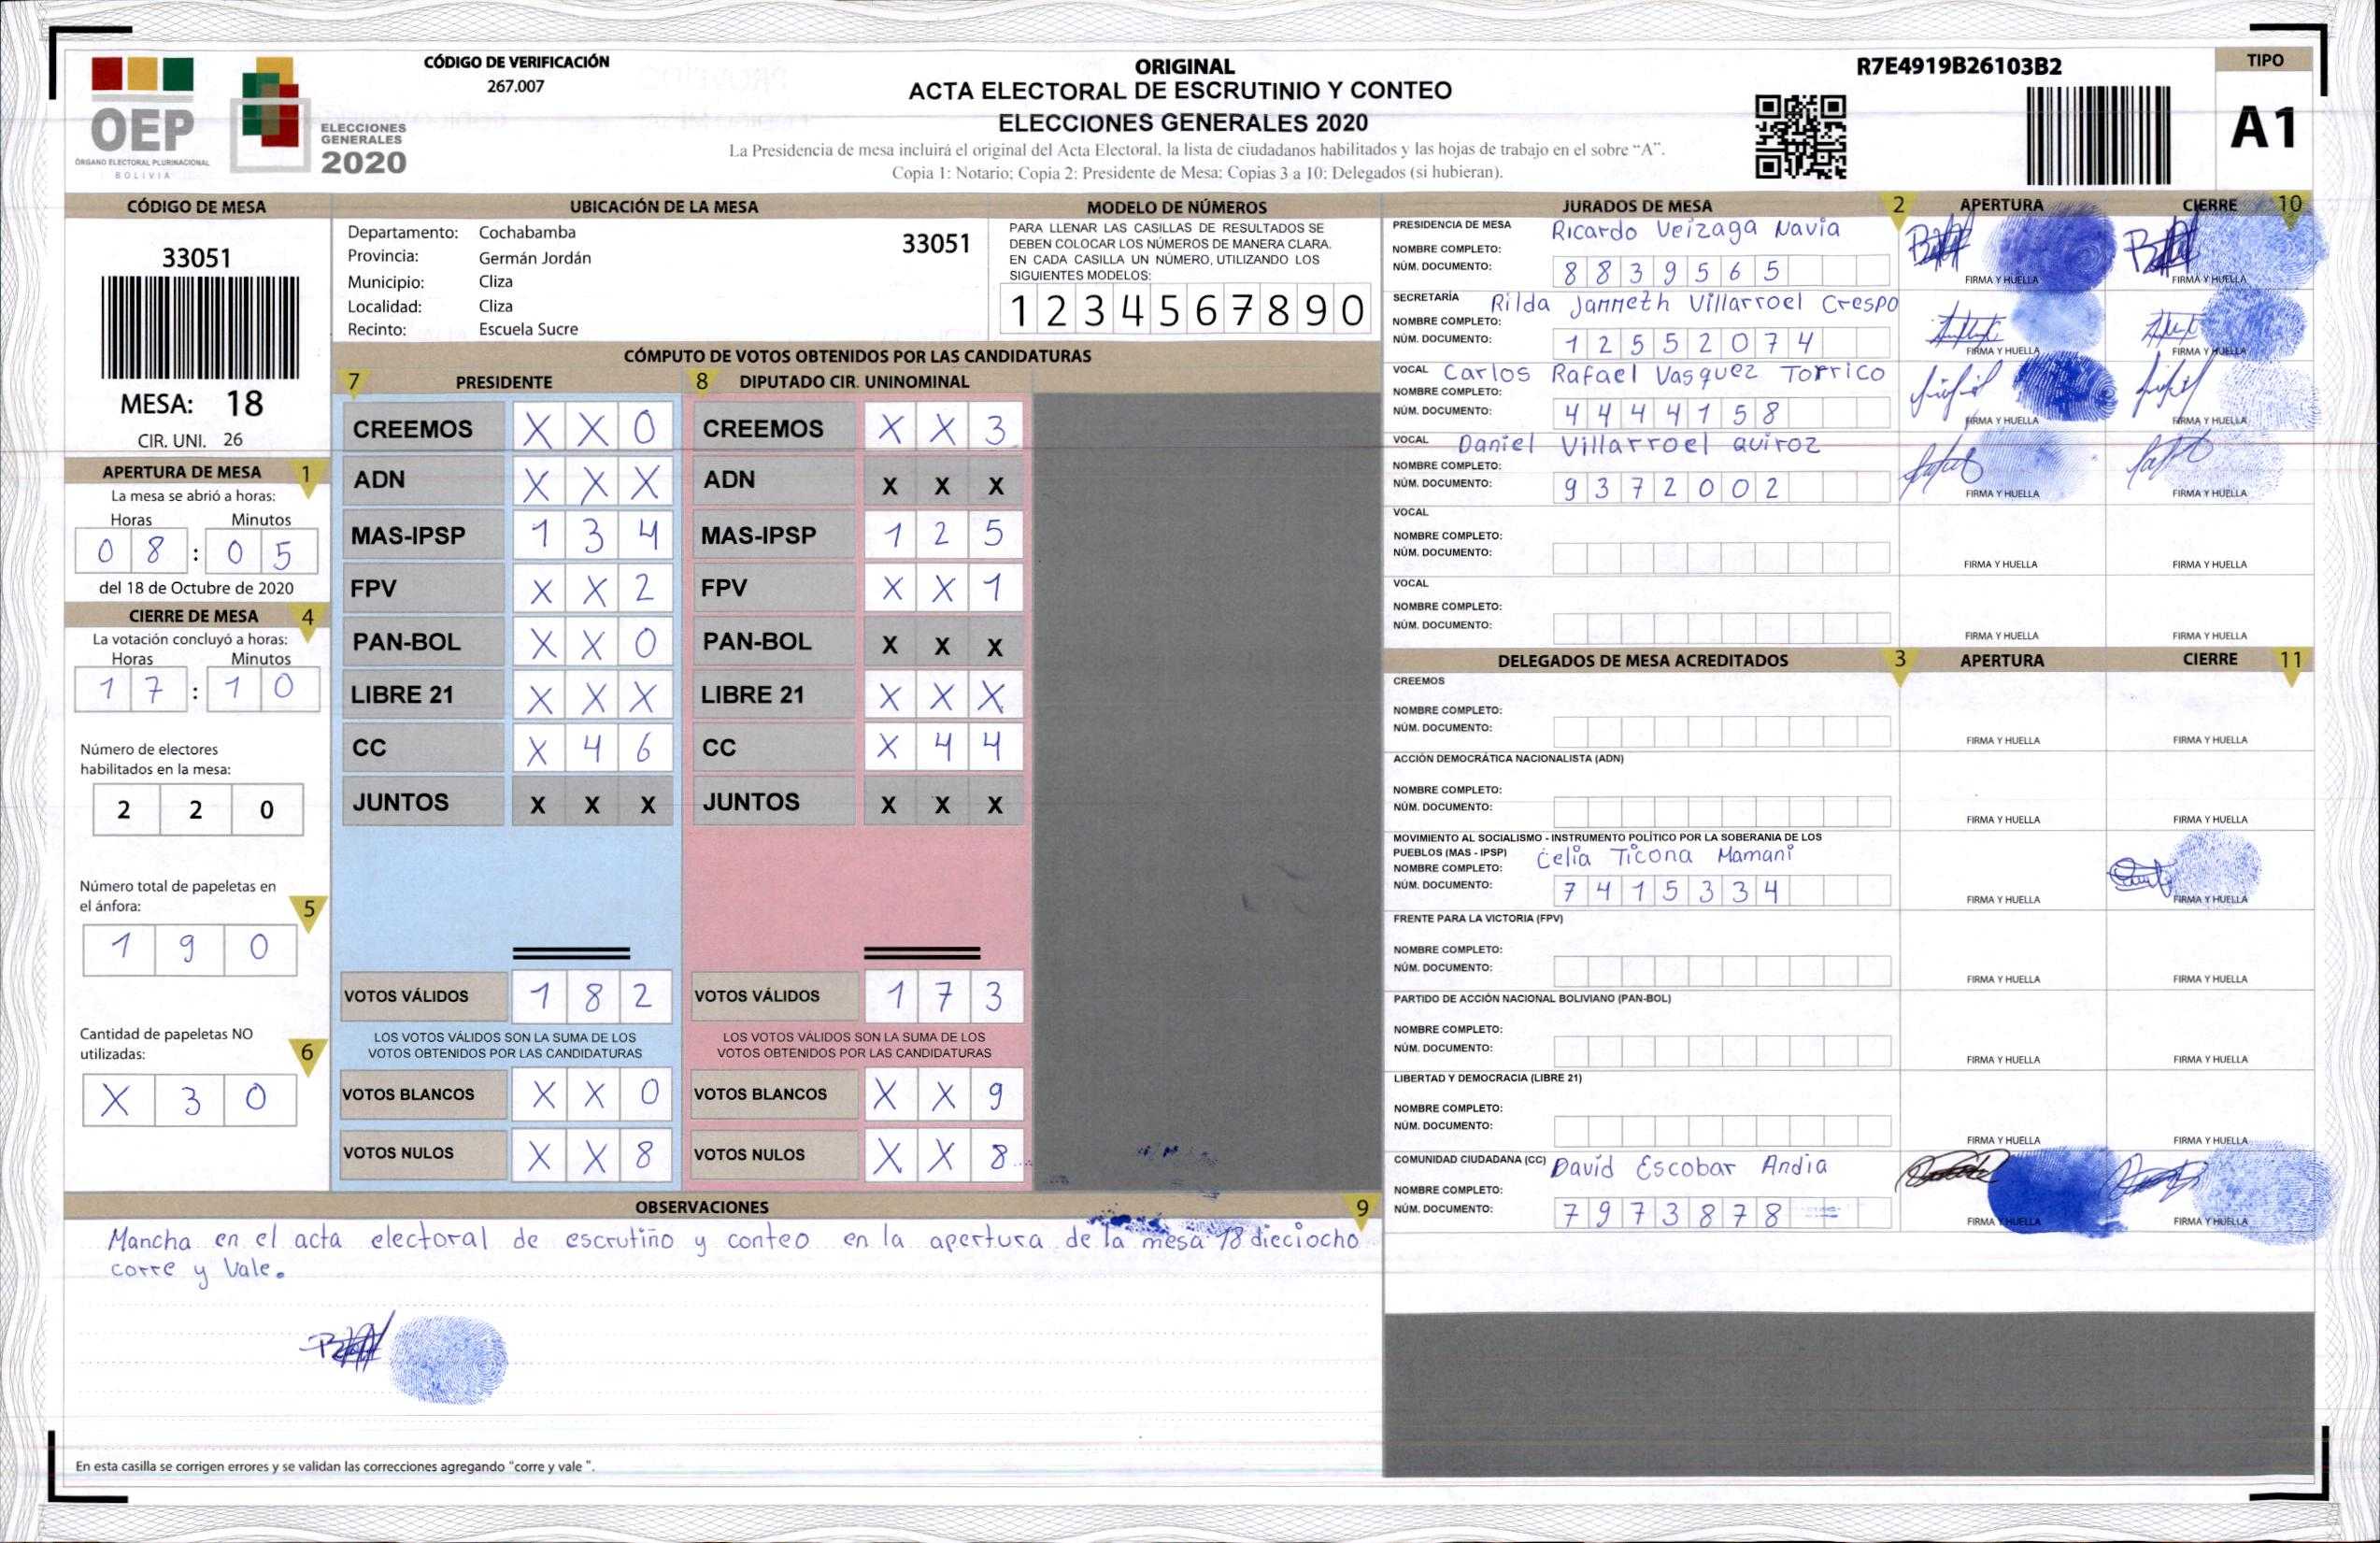 CÓDIGO DE VERIFICACIÓN
267.007
OEP
ÓRGANO ELECTORAL PLURINACIONAL
BOLIVIA
ELECCIONES
GENERALES
2020
ORIGINAL
ACTA ELECTORAL DE ESCRUTINIO Y CONTEO
ELECCIONES GENERALES 2020
La Presidencia de mesa incluirá el original del Acta Electoral, la lista de ciudadanos habilitados y las hojas de trabajo en el sobre “A”.
Copia 1: Notario; Copia 2: Presidente de Mesa; Copias 3 a 10: Delegados (si hubieran).
R7E4919B26103B2
TIPO
A1
CÓDIGO DE MESA
33051
MESA: 18
CIR. UNI. 26
APERTURA DE MESA 1
La mesa se abrió a horas:
Horas Minutos
0 8 : 0 5
del 18 de Octubre de 2020
CIERRE DE MESA 4
La votación concluyó a horas:
Horas Minutos
1 7 : 1 0
Número de electores
habilitados en la mesa:
2 2 0
Número total de papeletas en
el ánfora:
5
1 9 0
Cantidad de papeletas NO
utilizadas:
6
X 3 0
UBICACIÓN DE LA MESA
Departamento: Cochabamba
33051
Provincia: Germán Jordán
Municipio: Cliza
Localidad: Cliza
Recinto: Escuela Sucre
MODELO DE NÚMEROS
PARA LLENAR LAS CASILLAS DE RESULTADOS SE
DEBEN COLOCAR LOS NÚMEROS DE MANERA CLARA.
EN CADA CASILLA UN NÚMERO, UTILIZANDO LOS
SIGUIENTES MODELOS:
1 2 3 4 5 6 7 8 9 0
CÓMPUTO DE VOTOS OBTENIDOS POR LAS CANDIDATURAS
7 PRESIDENTE
CREEMOS X X 0
ADN X X X
MAS-IPSP 1 3 4
FPV X X 2
PAN-BOL X X 0
LIBRE 21 X X X
CC X 4 6
JUNTOS X X X
VOTOS VÁLIDOS 1 8 2
LOS VOTOS VÁLIDOS SON LA SUMA DE LOS
VOTOS OBTENIDOS POR LAS CANDIDATURAS
VOTOS BLANCOS X X 0
VOTOS NULOS X X 8
8 DIPUTADO CIR. UNINOMINAL
CREEMOS X X 3
ADN X X X
MAS-IPSP 1 2 5
FPV X X 1
PAN-BOL X X X
LIBRE 21 X X X
CC X 4 4
JUNTOS X X X
VOTOS VÁLIDOS 1 7 3
LOS VOTOS VÁLIDOS SON LA SUMA DE LOS
VOTOS OBTENIDOS POR LAS CANDIDATURAS
VOTOS BLANCOS X X 9
VOTOS NULOS X X 8
OBSERVACIONES 9
Mancha en el acta electoral de escrutiño y conteo en la apertura de la mesa 18 dieciocho
corre y Vale.
En esta casilla se corrigen errores y se validan las correcciones agregando "corre y vale ".
JURADOS DE MESA 2 APERTURA CIERRE 10
PRESIDENCIA DE MESA Ricardo Veizaga Navia
NOMBRE COMPLETO:
NÚM. DOCUMENTO: 8 8 3 9 5 6 5
FIRMA Y HUELLA FIRMA Y HUELLA
SECRETARÍA Rilda Janneth Villarroel Crespo
NOMBRE COMPLETO:
NÚM. DOCUMENTO: 1 2 5 5 2 0 7 4
FIRMA Y HUELLA FIRMA Y HUELLA
VOCAL Carlos Rafael Vasquez Torrico
NOMBRE COMPLETO:
NÚM. DOCUMENTO: 4 4 4 4 1 5 8
FIRMA Y HUELLA FIRMA Y HUELLA
VOCAL Daniel Villarroel Quiroz
NOMBRE COMPLETO:
NÚM. DOCUMENTO: 9 3 7 2 0 0 2
FIRMA Y HUELLA FIRMA Y HUELLA
VOCAL
NOMBRE COMPLETO:
NÚM. DOCUMENTO:
FIRMA Y HUELLA FIRMA Y HUELLA
VOCAL
NOMBRE COMPLETO:
NÚM. DOCUMENTO:
FIRMA Y HUELLA FIRMA Y HUELLA
DELEGADOS DE MESA ACREDITADOS 3 APERTURA CIERRE 11
CREEMOS
NOMBRE COMPLETO:
NÚM. DOCUMENTO:
FIRMA Y HUELLA FIRMA Y HUELLA
ACCIÓN DEMOCRÁTICA NACIONALISTA (ADN)
NOMBRE COMPLETO:
NÚM. DOCUMENTO:
FIRMA Y HUELLA FIRMA Y HUELLA
MOVIMIENTO AL SOCIALISMO - INSTRUMENTO POLÍTICO POR LA SOBERANIA DE LOS
PUEBLOS (MAS - IPSP) Celia Ticona Mamani
NOMBRE COMPLETO:
NÚM. DOCUMENTO: 7 4 1 5 3 3 4
FIRMA Y HUELLA FIRMA Y HUELLA
FRENTE PARA LA VICTORIA (FPV)
NOMBRE COMPLETO:
NÚM. DOCUMENTO:
FIRMA Y HUELLA FIRMA Y HUELLA
PARTIDO DE ACCIÓN NACIONAL BOLIVIANO (PAN-BOL)
NOMBRE COMPLETO:
NÚM. DOCUMENTO:
FIRMA Y HUELLA FIRMA Y HUELLA
LIBERTAD Y DEMOCRACIA (LIBRE 21)
NOMBRE COMPLETO:
NÚM. DOCUMENTO:
FIRMA Y HUELLA FIRMA Y HUELLA
COMUNIDAD CIUDADANA (CC) David Escobar Andia
NOMBRE COMPLETO:
NÚM. DOCUMENTO: 7 9 7 3 8 7 8
FIRMA Y HUELLA FIRMA Y HUELLA